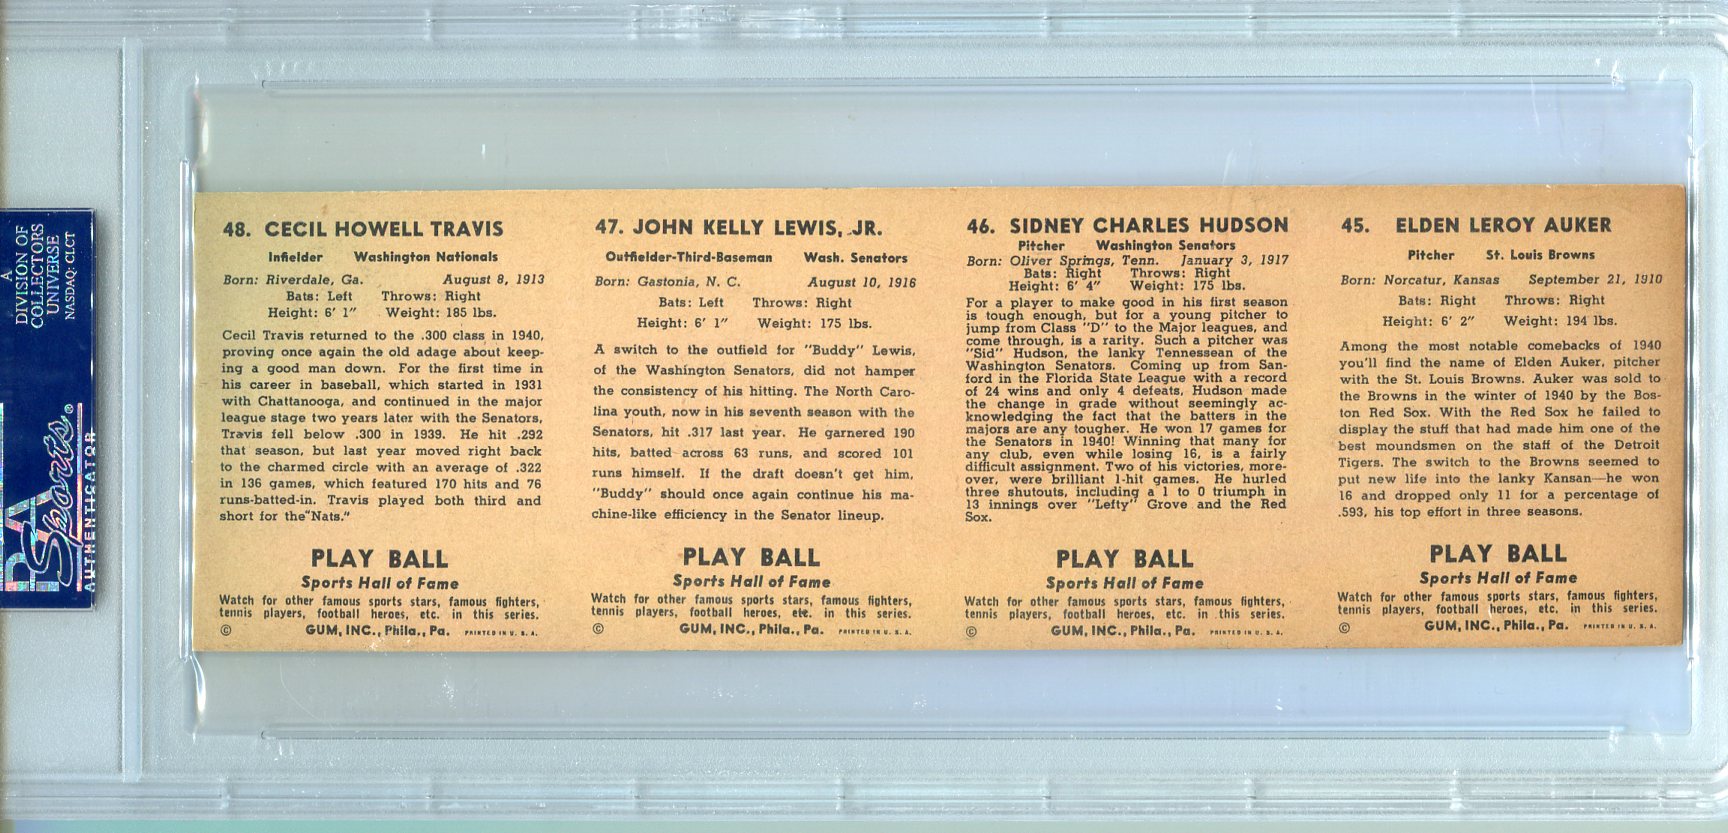 A
DIVISION OF
COLLECTORS
UNIVERSE
NASDAQ: CLCT
PSA
Sports®
AUTHENTICATOR
48. CECIL HOWELL TRAVIS
Infielder Washington Nationals
Born: Riverdale, Ga. August 8, 1913
Bats: Left Throws: Right
Height: 6' 1" Weight: 185 lbs.
Cecil Travis returned to the .300 class in 1940,
proving once again the old adage about keep-
ing a good man down. For the first time in
his career in baseball, which started in 1931
with Chattanooga, and continued in the major
league stage two years later with the Senators,
Travis fell below .300 in 1939. He hit .292
that season, but last year moved right back
to the charmed circle with an average of .322
in 136 games, which featured 170 hits and 76
runs-batted-in. Travis played both third and
short for the "Nats."
PLAY BALL
Sports Hall of Fame
Watch for other famous sports stars, famous fighters,
tennis players, football heroes, etc. in this series.
© GUM, INC., Phila., Pa. PRINTED IN U. S. A.
47. JOHN KELLY LEWIS, JR.
Outfielder-Third-Baseman Wash. Senators
Born: Gastonia, N. C. August 10, 1916
Bats: Left Throws: Right
Height: 6' 1" Weight: 175 lbs.
A switch to the outfield for "Buddy" Lewis,
of the Washington Senators, did not hamper
the consistency of his hitting. The North Caro-
lina youth, now in his seventh season with the
Senators, hit .317 last year. He garnered 190
hits, batted across 63 runs, and scored 101
runs himself. If the draft doesn't get him,
"Buddy" should once again continue his ma-
chine-like efficiency in the Senator lineup.
PLAY BALL
Sports Hall of Fame
Watch for other famous sports stars, famous fighters,
tennis players, football heroes, etc. in this series.
© GUM, INC., Phila., Pa. PRINTED IN U. S. A.
46. SIDNEY CHARLES HUDSON
Pitcher Washington Senators
Born: Oliver Springs, Tenn. January 3, 1917
Bats: Right Throws: Right
Height: 6' 4" Weight: 175 lbs.
For a player to make good in his first season
is tough enough, but for a young pitcher to
jump from Class "D" to the Major leagues, and
come through, is a rarity. Such a pitcher was
"Sid" Hudson, the lanky Tennessean of the
Washington Senators. Coming up from San-
ford in the Florida State League with a record
of 24 wins and only 4 defeats, Hudson made
the change in grade without seemingly ac-
knowledging the fact that the batters in the
majors are any tougher. He won 17 games for
the Senators in 1940! Winning that many for
any club, even while losing 16, is a fairly
difficult assignment. Two of his victories, more-
over, were brilliant 1-hit games. He hurled
three shutouts, including a 1 to 0 triumph in
13 innings over "Lefty" Grove and the Red
Sox.
PLAY BALL
Sports Hall of Fame
Watch for other famous sports stars, famous fighters,
tennis players, football heroes, etc. in this series.
© GUM, INC., Phila., Pa. PRINTED IN U. S. A.
45. ELDEN LEROY AUKER
Pitcher St. Louis Browns
Born: Norcatur, Kansas September 21, 1910
Bats: Right Throws: Right
Height: 6' 2" Weight: 194 lbs.
Among the most notable comebacks of 1940
you'll find the name of Elden Auker, pitcher
with the St. Louis Browns. Auker was sold to
the Browns in the winter of 1940 by the Bos-
ton Red Sox. With the Red Sox he failed to
display the stuff that had made him one of the
best moundsmen on the staff of the Detroit
Tigers. The switch to the Browns seemed to
put new life into the lanky Kansan—he won
16 and dropped only 11 for a percentage of
.593, his top effort in three seasons.
PLAY BALL
Sports Hall of Fame
Watch for other famous sports stars, famous fighters,
tennis players, football heroes, etc. in this series.
© GUM, INC., Phila., Pa. PRINTED IN U. S. A.